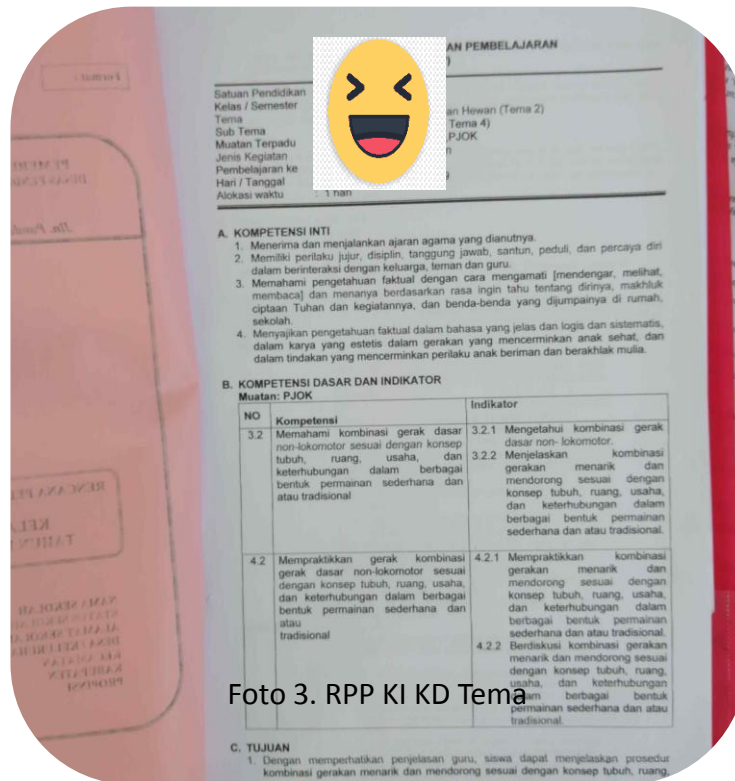 Format :
RENCANA PEL
KELA
TAHUN
NAMA SEKOLAH
STATUS SEKOLAH
ALAMAT SEKOLAH
KECAMATAN
KABUPATEN
PROPINSI
AN PEMBELAJARAN
)
Satuan Pendidikan
Kelas / Semester
Tema an Hewan (Tema 2)
Sub Tema Tema 4)
Muatan Terpadu PJOK
Jenis Kegiatan
Pembelajaran ke
Hari / Tanggal
Alokasi waktu : 1 hari
A. KOMPETENSI INTI
1. Menerima dan menjalankan ajaran agama yang dianutnya.
2. Memiliki perilaku jujur, disiplin, tanggung jawab, santun, peduli, dan percaya diri
dalam berinteraksi dengan keluarga, teman dan guru.
3. Memahami pengetahuan faktual dengan cara mengamati [mendengar, melihat,
membaca] dan menanya berdasarkan rasa ingin tahu tentang dirinya, makhluk
ciptaan Tuhan dan kegiatannya, dan benda-benda yang dijumpainya di rumah,
sekolah.
4. Menyajikan pengetahuan faktual dalam bahasa yang jelas dan logis dan sistematis,
dalam karya yang estetis dalam gerakan yang mencerminkan anak sehat, dan
dalam tindakan yang mencerminkan perilaku anak beriman dan berakhlak mulia.
B. KOMPETENSI DASAR DAN INDIKATOR
Muatan: PJOK
NO Kompetensi
Indikator
3.2 Memahami kombinasi gerak dasar
non-lokomotor sesuai dengan konsep
tubuh, ruang, usaha, dan
keterhubungan dalam berbagai
bentuk permainan sederhana dan
atau tradisional
3.2.1 Mengetahui kombinasi gerak
dasar non- lokomotor.
3.2.2 Menjelaskan kombinasi
gerakan menarik dan
mendorong sesuai dengan
konsep tubuh, ruang, usaha,
dan keterhubungan dalam
berbagai bentuk permainan
sederhana dan atau tradisional.
4.2 Mempraktikkan gerak kombinasi
gerak dasar non-lokomotor sesuai
dengan konsep tubuh, ruang, usaha,
dan keterhubungan dalam berbagai
bentuk permainan sederhana dan
atau
tradisional
4.2.1 Mempraktikkan kombinasi
gerakan menarik dan
mendorong sesuai dengan
konsep tubuh, ruang, usaha,
dan keterhubungan dalam
berbagai bentuk permainan
sederhana dan atau tradisional.
4.2.2 Berdiskusi kombinasi gerakan
menarik dan mendorong sesuai
dengan konsep tubuh, ruang,
usaha, dan keterhubungan
dalam berbagai bentuk
permainan sederhana dan atau
tradisional.
Foto 3. RPP KI KD Tema
C. TUJUAN
1. Dengan memperhatikan penjelasan guru, siswa dapat menjelaskan prosedur
kombinasi gerakan menarik dan mendorong sesuai dengan konsep tubuh, ruang,